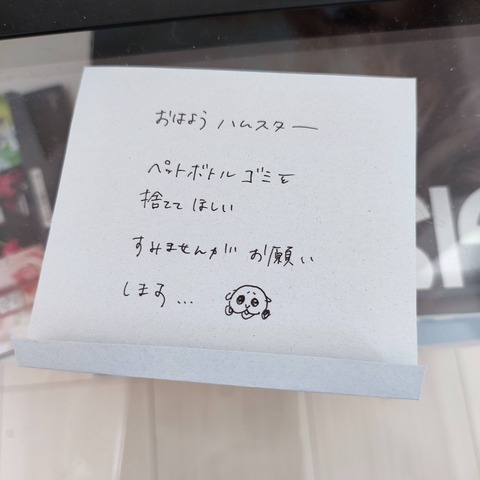 おはよう ハムスター
ペットボトル ゴミを
捨ててほしい
すみませんが お願い
します...